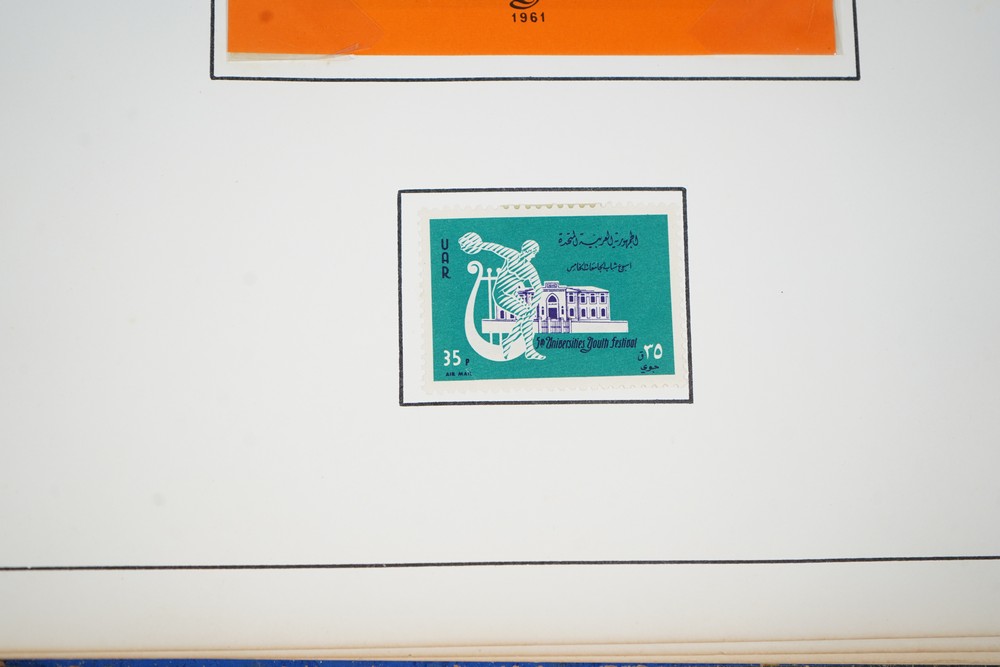 1961
UAR
الجمهورية العربية المتحدة
اسبوع شباب الجامعات الخامس
5th Universities Youth Festival
35 P
AIR MAIL
٣٥ ق
جوي